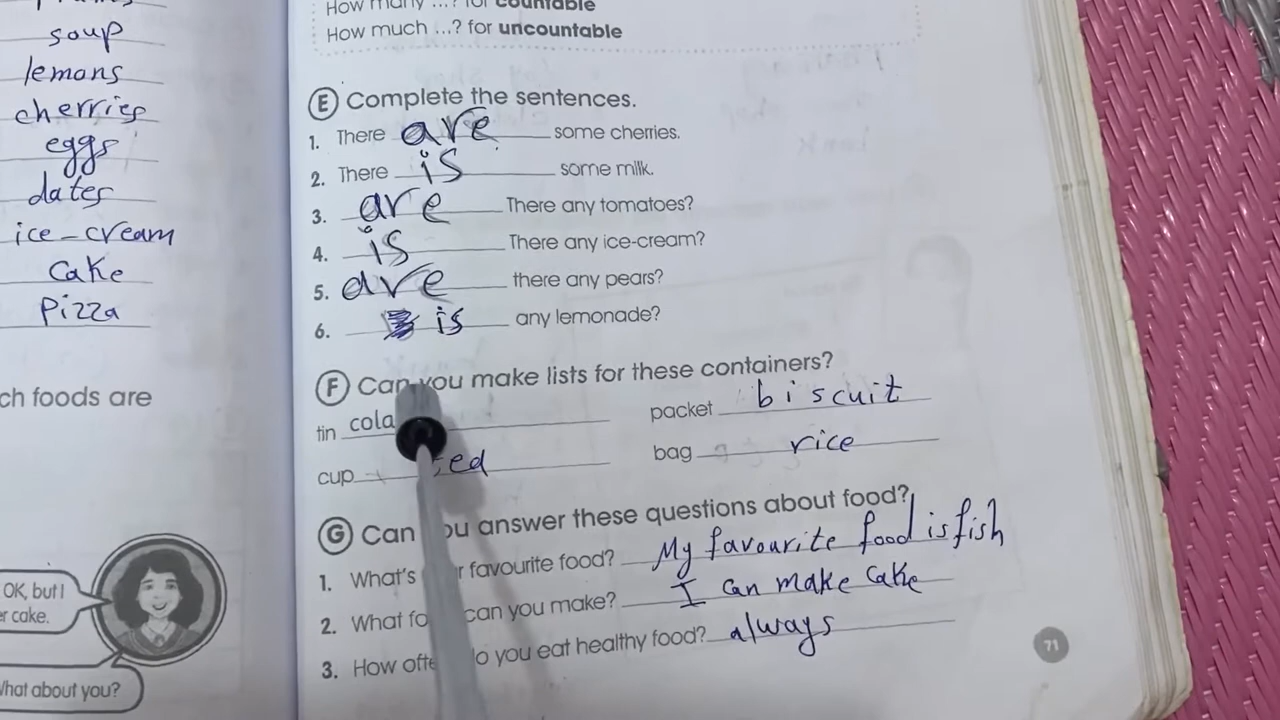 soup
lemons
cherries
eggs
dates
ice-cream
cake
Pizza
ch foods are
OK, but I
er cake.
What about you?
How many ...? for countable
How much ...? for uncountable
E Complete the sentences.
1. There are some cherries.
2. There is some milk.
3. are There any tomatoes?
4. is There any ice-cream?
5. are there any pears?
6. is any lemonade?
F Can you make lists for these containers?
tin cola packet biscuit
cup bag rice
G Can you answer these questions about food?
1. What's favourite food? My favourite food is fish
2. What can you make? I can make cake
3. How do you eat healthy food? always
71